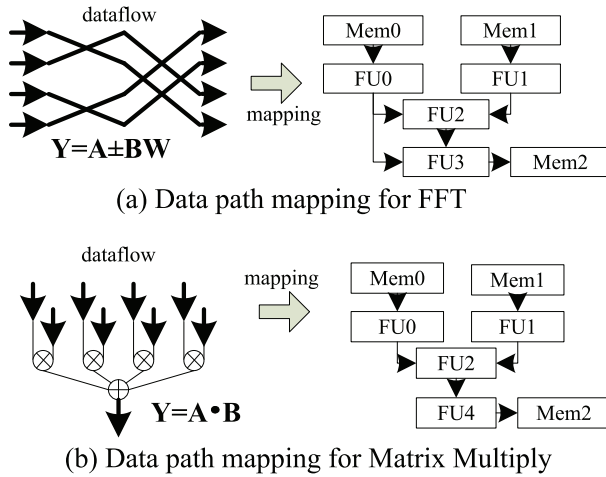 dataflow
Mem0
Mem1
FU0
FU1
mapping
FU2
FU3
Mem2
Y=A±BW
(a) Data path mapping for FFT
dataflow
mapping
Mem0
Mem1
FU0
FU1
FU2
FU4
Mem2
Y=A•B
(b) Data path mapping for Matrix Multiply